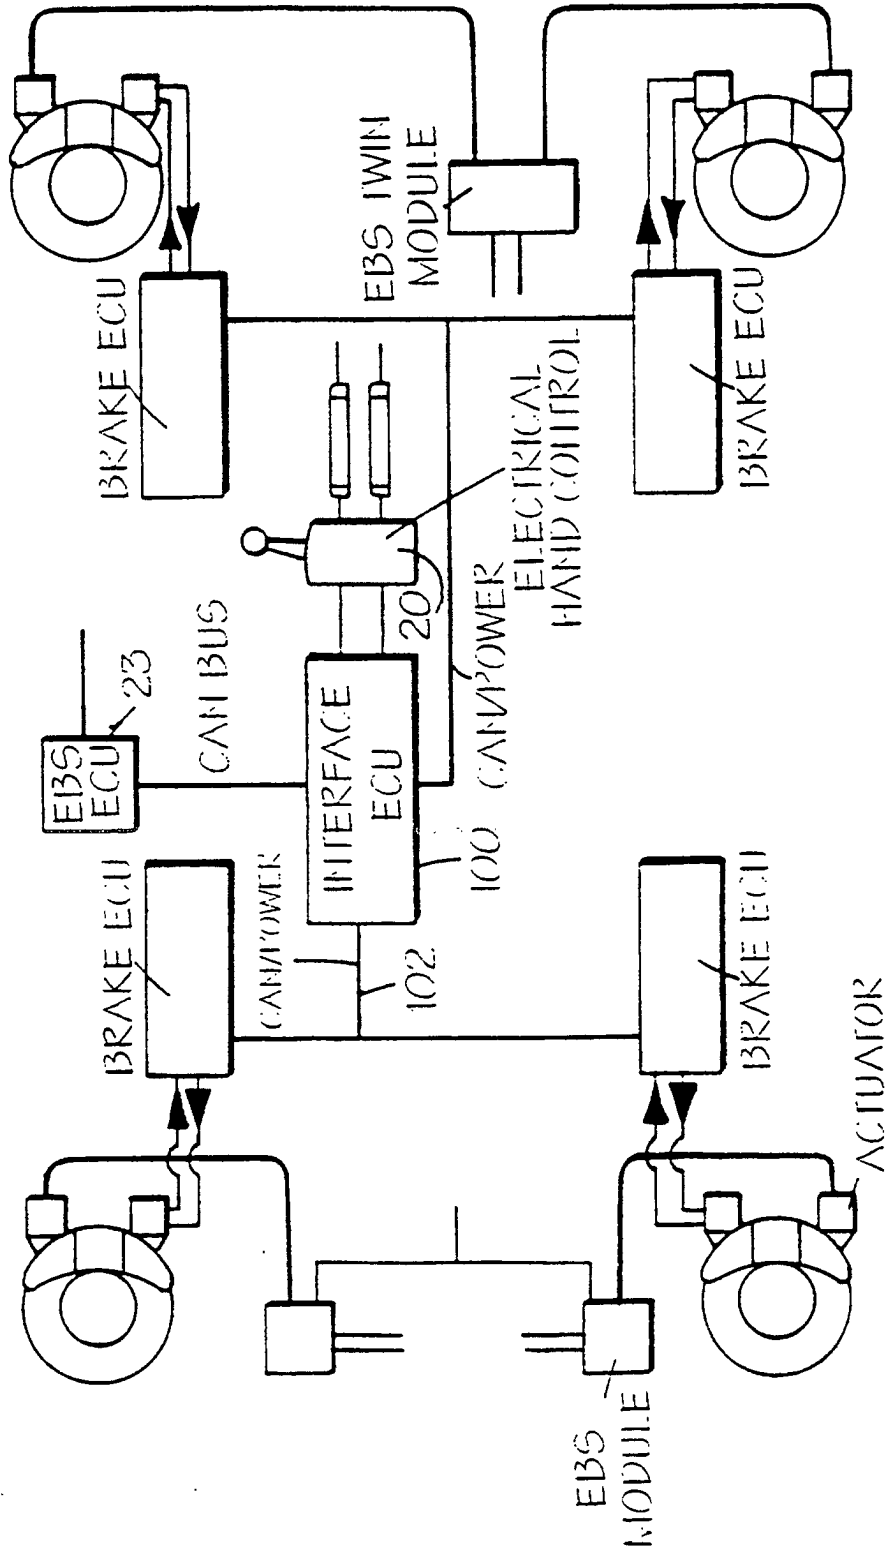 EBS
MODULE
ACTUATOR
BRAKE ECU
BRAKE ECU
CAN/POWER
102
100
INTERFACE
ECU
EBS
ECU
23
CAN BUS
CAN/POWER
20
ELECTRICAL
HAND CONTROL
BRAKE ECU
BRAKE ECU
EBS TWIN
MODULE